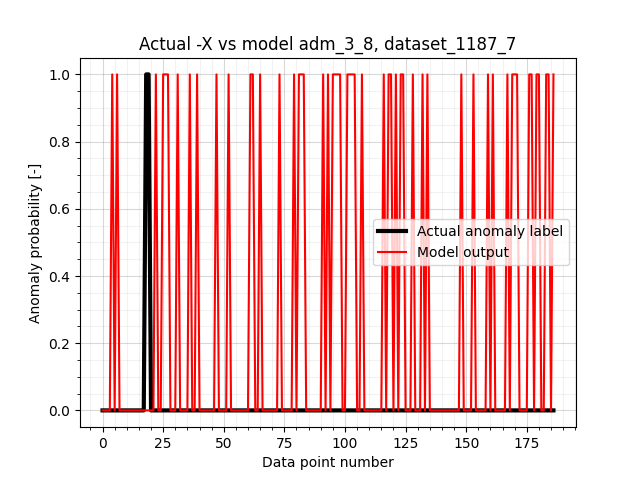 Actual -X vs model adm_3_8, dataset_1187_7
Anomaly probability [-]
1.0
0.8
0.6
0.4
0.2
0.0
Actual anomaly label
Model output
0 25 50 75 100 125 150 175
Data point number